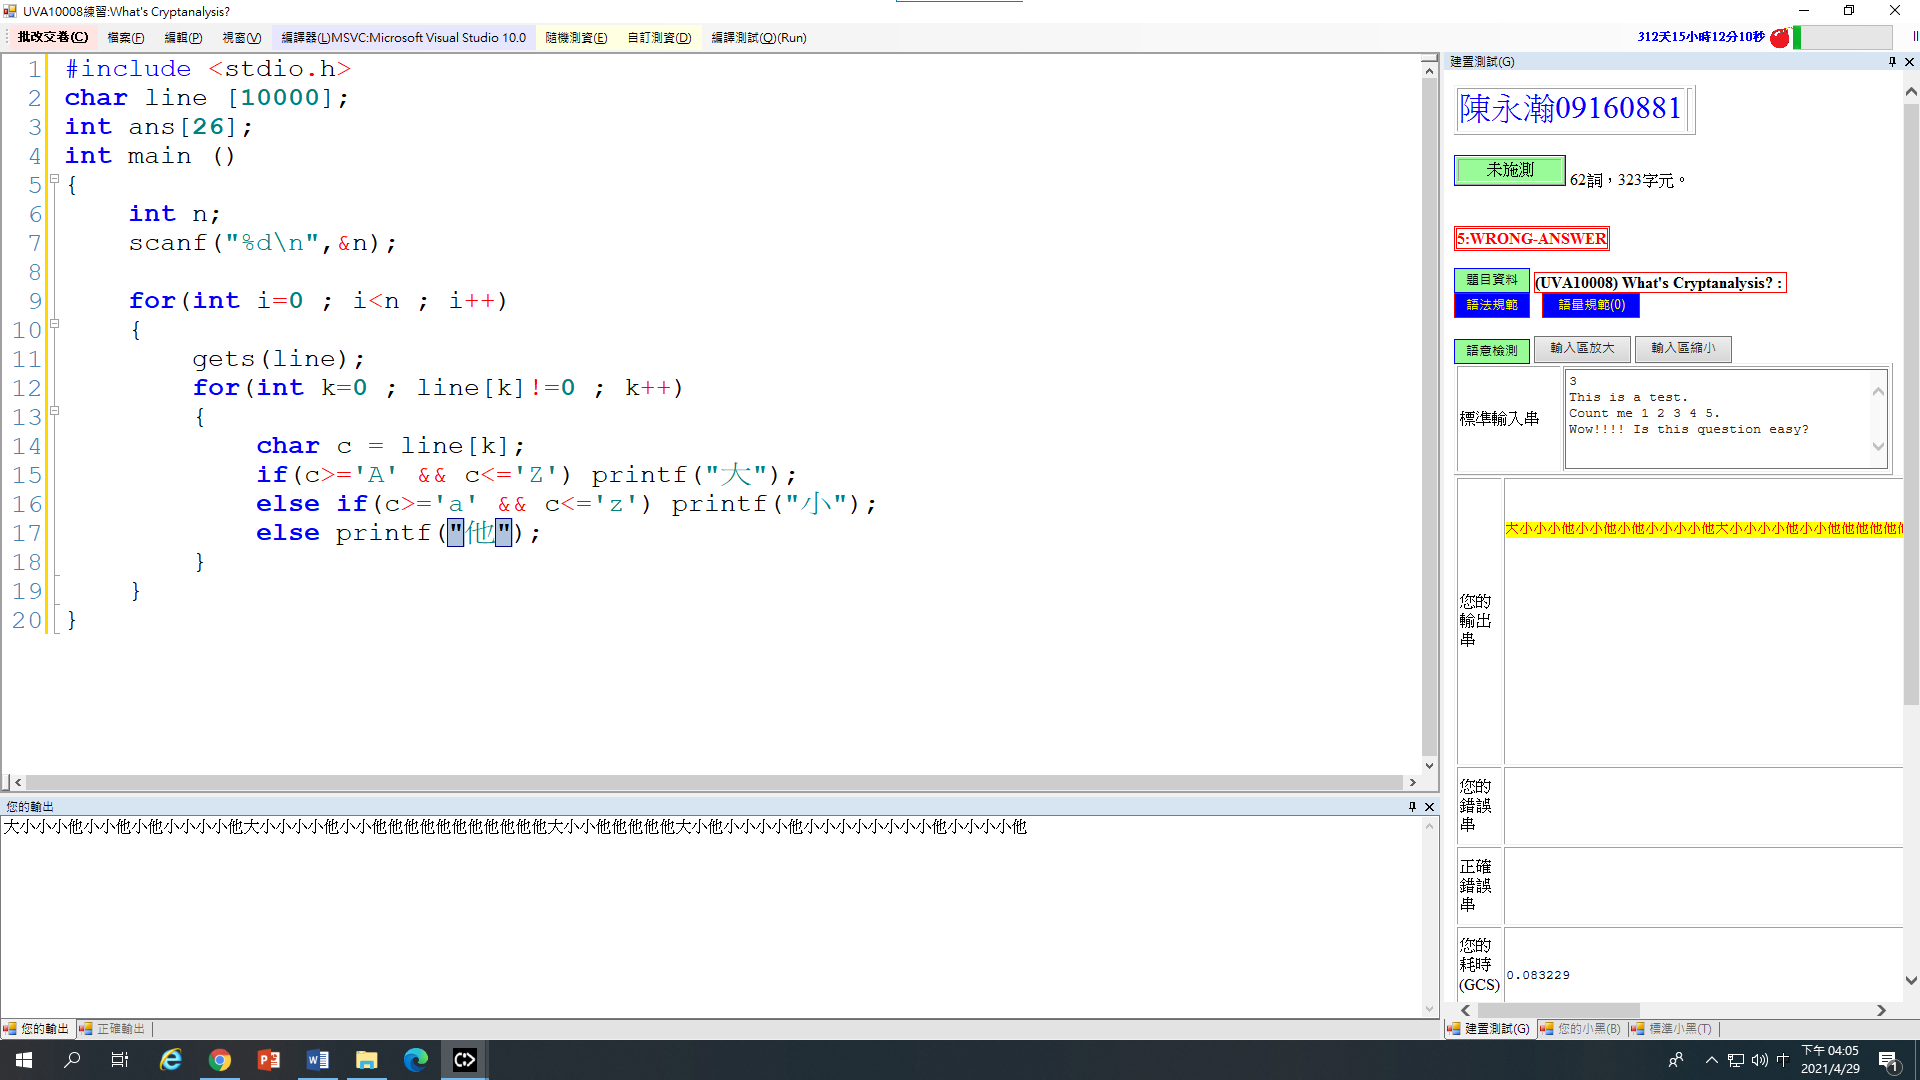 UVA10008練習:What's Cryptanalysis?
批改交卷(C) 檔案(F) 編輯(P) 視窗(V) 編譯器(L)MSVC:Microsoft Visual Studio 10.0 隨機測資(E) 自訂測資(D) 編譯測試(Q)(Run)
312天15小時12分10秒
1 #include <stdio.h>
2 char line [10000];
3 int ans[26];
4 int main ()
5 {
6 int n;
7 scanf("%d\n",&n);
8
9 for(int i=0 ; i<n ; i++)
10 {
11 gets(line);
12 for(int k=0 ; line[k]!=0 ; k++)
13 {
14 char c = line[k];
15 if(c>='A' && c<='Z') printf("大");
16 else if(c>='a' && c<='z') printf("小");
17 else printf("他");
18 }
19 }
20 }
您的輸出
大小小小他小小他小他小小小小他大小小小小他小小他他他他他他他他他他他大小小他他他他他大小他小小小小他小小小小小小小小他小小小小他
您的輸出 正確輸出
建置測試(G)
陳永瀚09160881
未施測 62詞，323字元。
5:WRONG-ANSWER
題目資料 (UVA10008) What's Cryptanalysis? :
語法規範 語量規範(0)
語意檢測 輸入區放大 輸入區縮小
標準輸入串
3
This is a test.
Count me 1 2 3 4 5.
Wow!!!! Is this question easy?
您的輸出串
大小小小他小小他小他小小小小他大小小小小他小小他他他他他
您的錯誤串
正確錯誤串
您的耗時(GCS)
0.083229
建置測試(G) 您的小黑(B) 標準小黑(T)
中
下午 04:05
2021/4/29
1